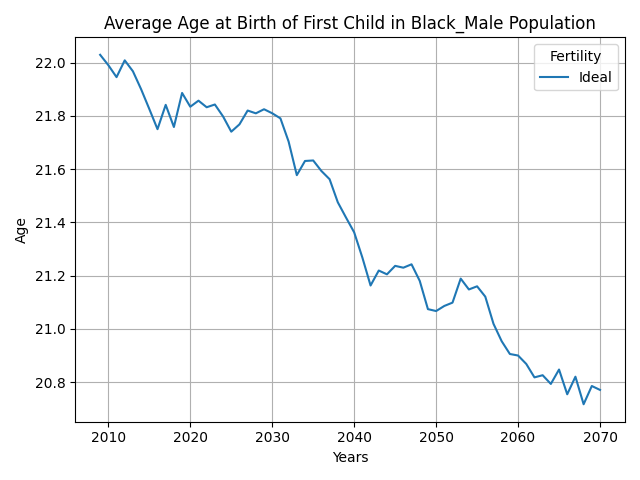 Average Age at Birth of First Child in Black_Male Population
Fertility
Ideal
22.0
21.8
21.6
21.4
21.2
21.0
20.8
Age
2010 2020 2030 2040 2050 2060 2070
Years